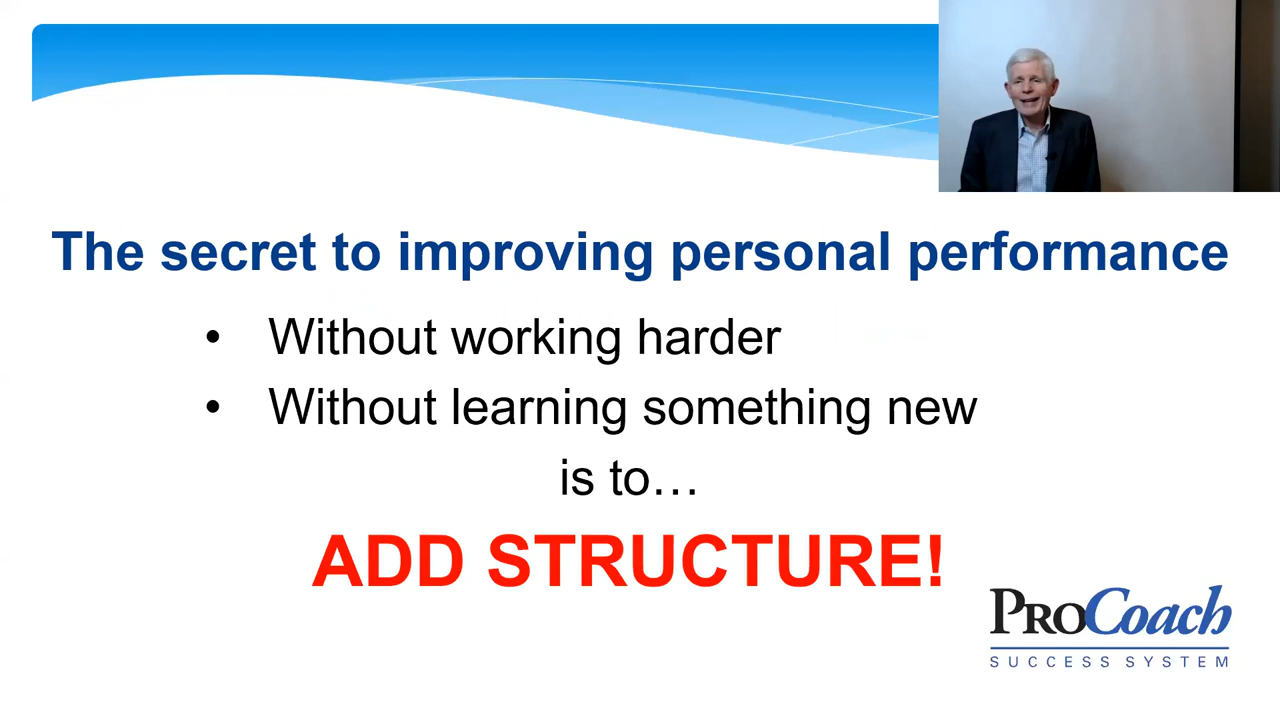 The secret to improving personal performance
• Without working harder
• Without learning something new
is to…
ADD STRUCTURE!
PROCoach
SUCCESS SYSTEM